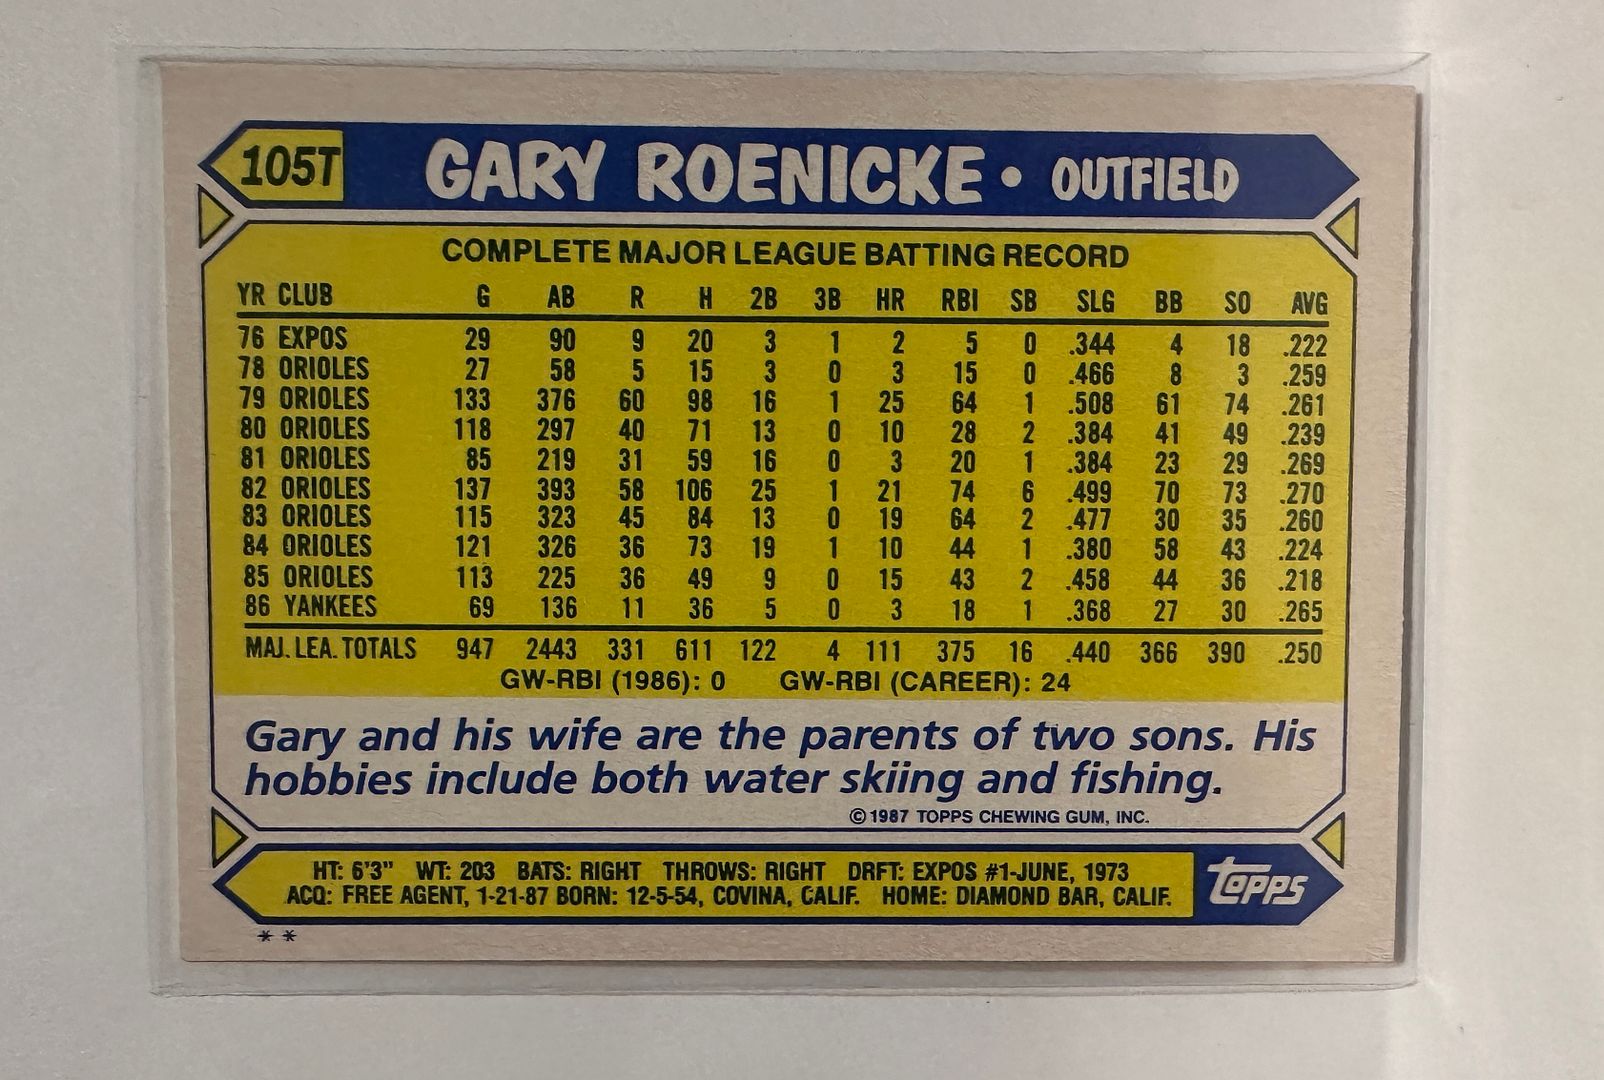 105T GARY ROENICKE • OUTFIELD
COMPLETE MAJOR LEAGUE BATTING RECORD
YR CLUB G AB R H 2B 3B HR RBI SB SLG BB SO AVG
76 EXPOS 29 90 9 20 3 1 2 5 0 .344 4 18 .222
78 ORIOLES 27 58 5 15 3 0 3 15 0 .466 8 3 .259
79 ORIOLES 133 376 60 98 16 1 25 64 1 .508 61 74 .261
80 ORIOLES 118 297 40 71 13 0 10 28 2 .384 41 49 .239
81 ORIOLES 85 219 31 59 16 0 3 20 1 .384 23 29 .269
82 ORIOLES 137 393 58 106 25 1 21 74 6 .499 70 73 .270
83 ORIOLES 115 323 45 84 13 0 19 64 2 .477 30 35 .260
84 ORIOLES 121 326 36 73 19 1 10 44 1 .380 58 43 .224
85 ORIOLES 113 225 36 49 9 0 15 43 2 .458 44 36 .218
86 YANKEES 69 136 11 36 5 0 3 18 1 .368 27 30 .265
MAJ. LEA. TOTALS 947 2443 331 611 122 4 111 375 16 .440 366 390 .250
GW-RBI (1986): 0 GW-RBI (CAREER): 24
Gary and his wife are the parents of two sons. His
hobbies include both water skiing and fishing.
©1987 TOPPS CHEWING GUM, INC.
HT: 6'3" WT: 203 BATS: RIGHT THROWS: RIGHT DRFT: EXPOS #1-JUNE, 1973
ACQ: FREE AGENT, 1-21-87 BORN: 12-5-54, COVINA, CALIF. HOME: DIAMOND BAR, CALIF.
topps
* *